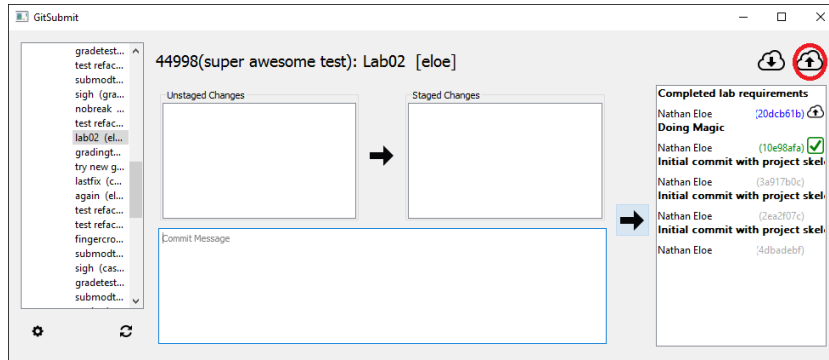 GitSubmit
gradetest...
test refac...
submodt...
sigh (gra...
nobreak ...
test refac...
lab02 (el...
gradingt...
try new g...
lastfix (c...
again (el...
test refac...
test refac...
fingercro...
submodt...
sigh (cas...
gradetest...
submodt...
44998(super awesome test): Lab02 [eloe]
Unstaged Changes
Staged Changes
Commit Message
Completed lab requirements
Nathan Eloe (20dcb61b)
Doing Magic
Nathan Eloe (10e98afa)
Initial commit with project skele
Nathan Eloe (3a917b0c)
Initial commit with project skele
Nathan Eloe (2ea2f07c)
Initial commit with project skele
Nathan Eloe (4dbadebf)